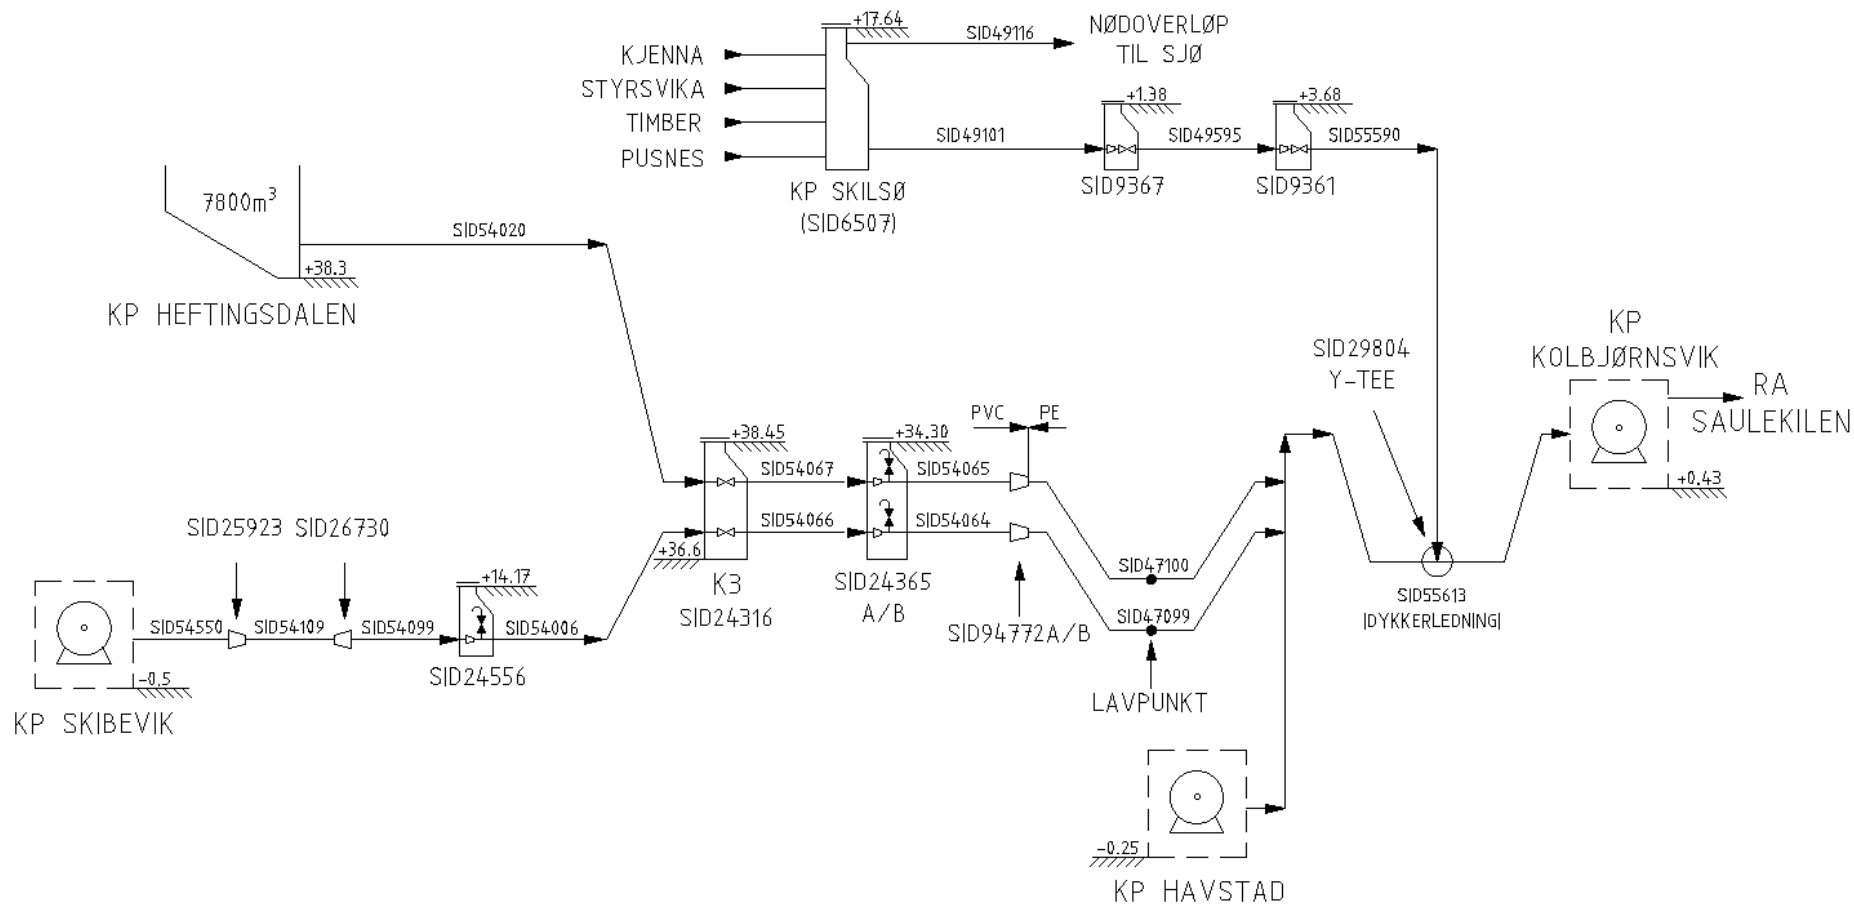 +17.64
SID49116
NØDOVERLØP
TIL SJØ
KJENNA
STYRSVIKA
TIMBER
PUSNES
SID49101
+1.38
SID49595
+3.68
SID55590
KP SKILSØ
(SID6507)
SID9367
SID9361
7800m³
SID54020
+38.3
KP HEFTINGSDALEN
SID29804
Y-TEE
KP
KOLBJØRNSVIK
RA
SAULEKILEN
+0.43
PVC
PE
+38.45
SID54067
+34.30
SID54065
SID54066
SID54064
+36.6
K3
SID24316
SID24365
A/B
SID94772A/B
SID47100
SID47099
LAVPUNKT
SID55613
|DYKKERLEDNING|
SID25923
SID26730
+14.17
SID54550
SID54109
SID54099
SID54006
SID24556
-0,5
KP SKIBEVIK
-0.25
KP HAVSTAD